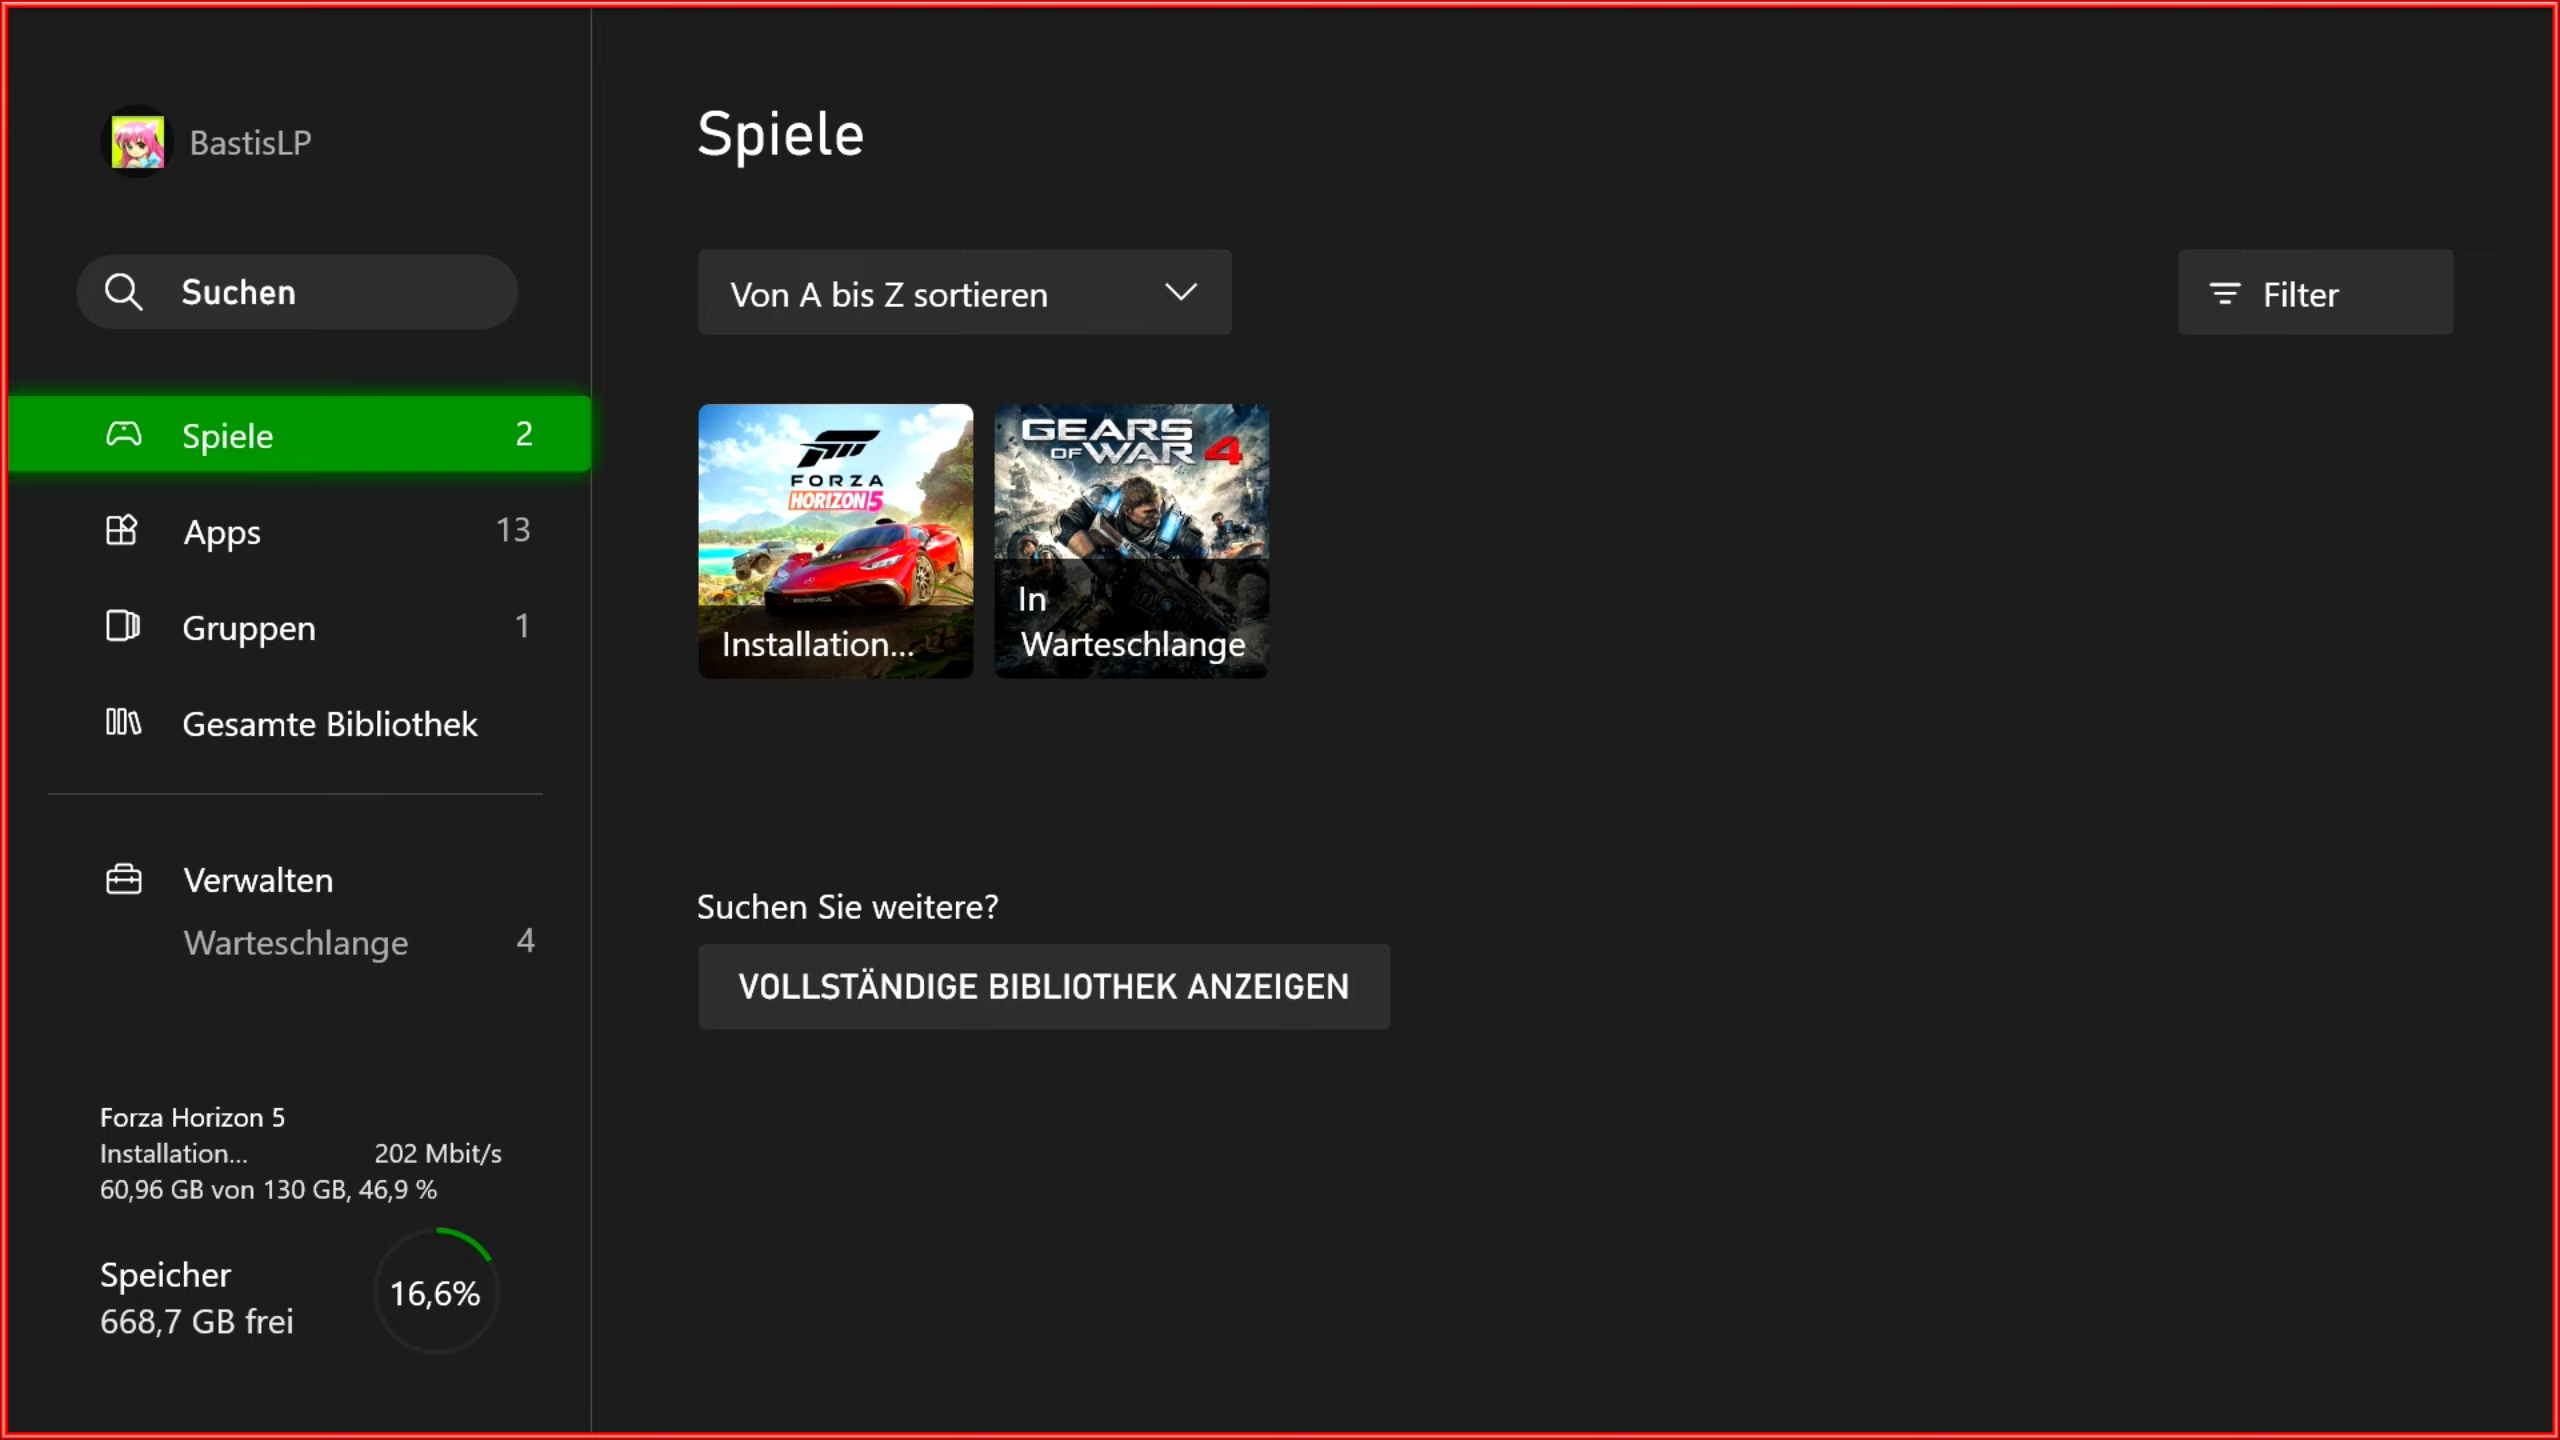 BastisLP
Suchen
Spiele 2
Apps 13
Gruppen 1
Gesamte Bibliothek
Verwalten
Warteschlange 4
Forza Horizon 5
Installation... 202 Mbit/s
60,96 GB von 130 GB, 46,9 %
Speicher
668,7 GB frei
16,6%
Spiele
Von A bis Z sortieren
Filter
FORZA
HORIZON 5
Installation...
GEARS
OF WAR 4
In
Warteschlange
Suchen Sie weitere?
VOLLSTÄNDIGE BIBLIOTHEK ANZEIGEN